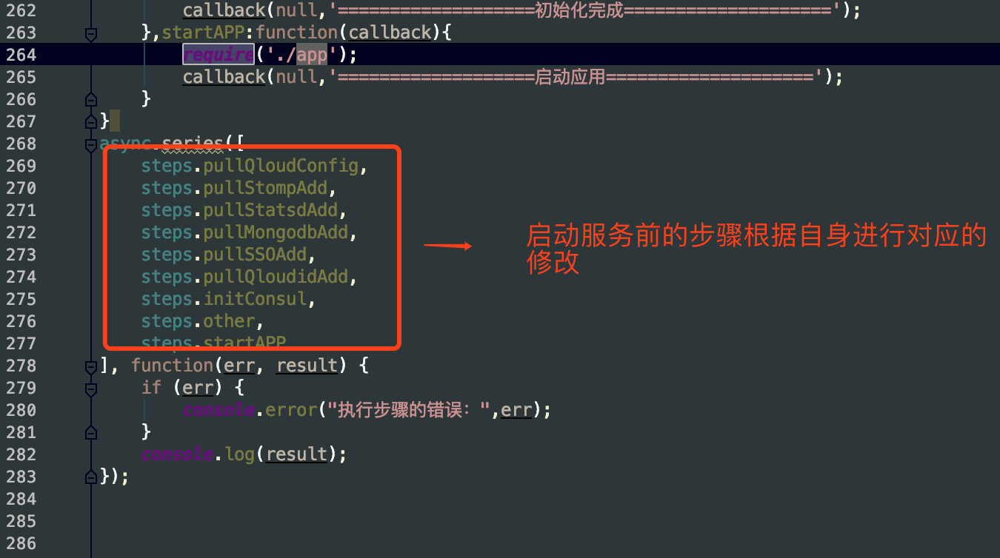 262 callback(null,'===================初始化完成====================');
263 },startAPP:function(callback){
264 require('./app');
265 callback(null,'===================启动应用====================');
266 }
267 }
268 async.series([
269 steps.pullQloudConfig,
270 steps.pullStompAdd,
271 steps.pullStatsdAdd,
272 steps.pullMongodbAdd,
273 steps.pullSSOAdd,
274 steps.pullQloudidAdd,
275 steps.initConsul,
276 steps.other,
277 steps.startAPP
278 ], function(err, result) {
279 if (err) {
280 console.error("执行步骤的错误：",err);
281 }
282 console.log(result);
283 });
284
285
286
启动服务前的步骤根据自身进行对应的
修改